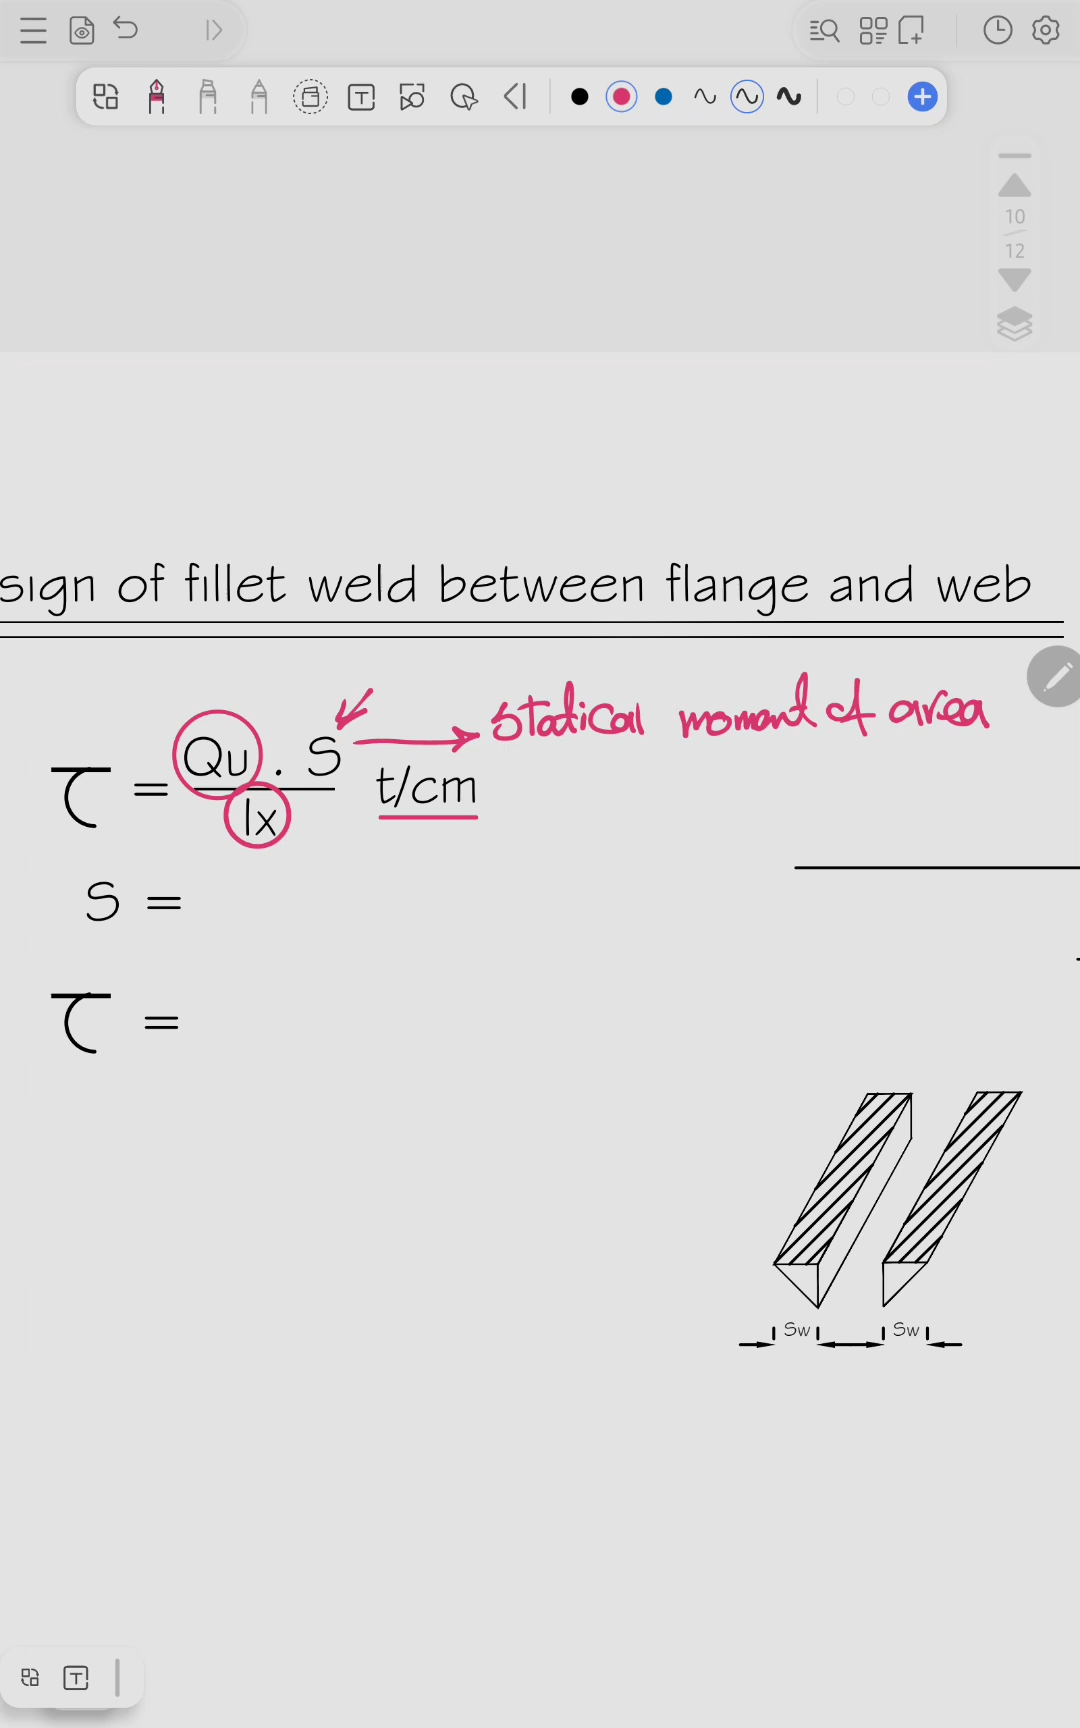 10
12
sign of fillet weld between flange and web
τ = Qu . S / Ix t/cm → statical moment of area
S =
τ =
Sw Sw